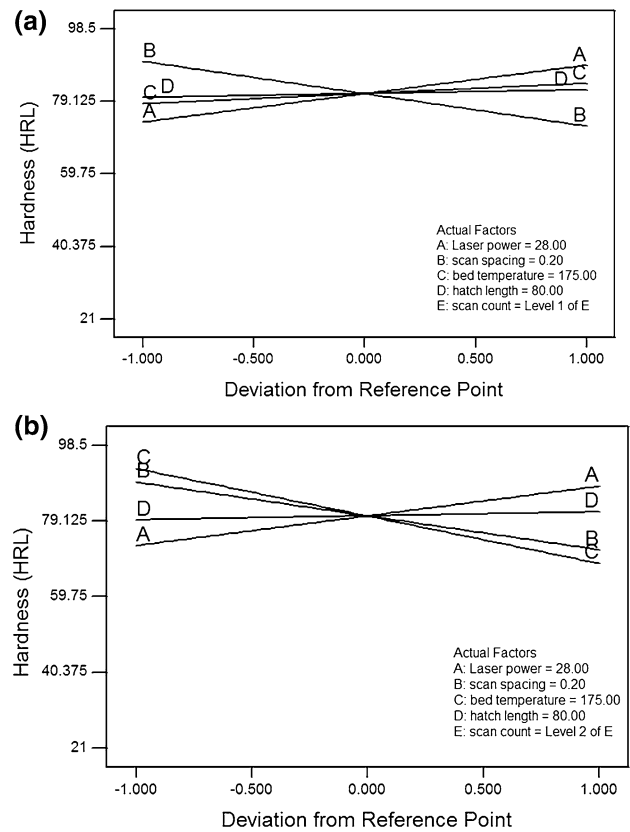 (a)
98.5
79.125
59.75
40.375
21
Hardness (HRL)
B
C D
A
A
D C
B
Actual Factors
A: Laser power = 28.00
B: scan spacing = 0.20
C: bed temperature = 175.00
D: hatch length = 80.00
E: scan count = Level 1 of E
-1.000 -0.500 0.000 0.500 1.000
Deviation from Reference Point
(b)
98.5
79.125
59.75
40.375
21
Hardness (HRL)
C
B
D
A
A
D
B
C
Actual Factors
A: Laser power = 28.00
B: scan spacing = 0.20
C: bed temperature = 175.00
D: hatch length = 80.00
E: scan count = Level 2 of E
-1.000 -0.500 0.000 0.500 1.000
Deviation from Reference Point